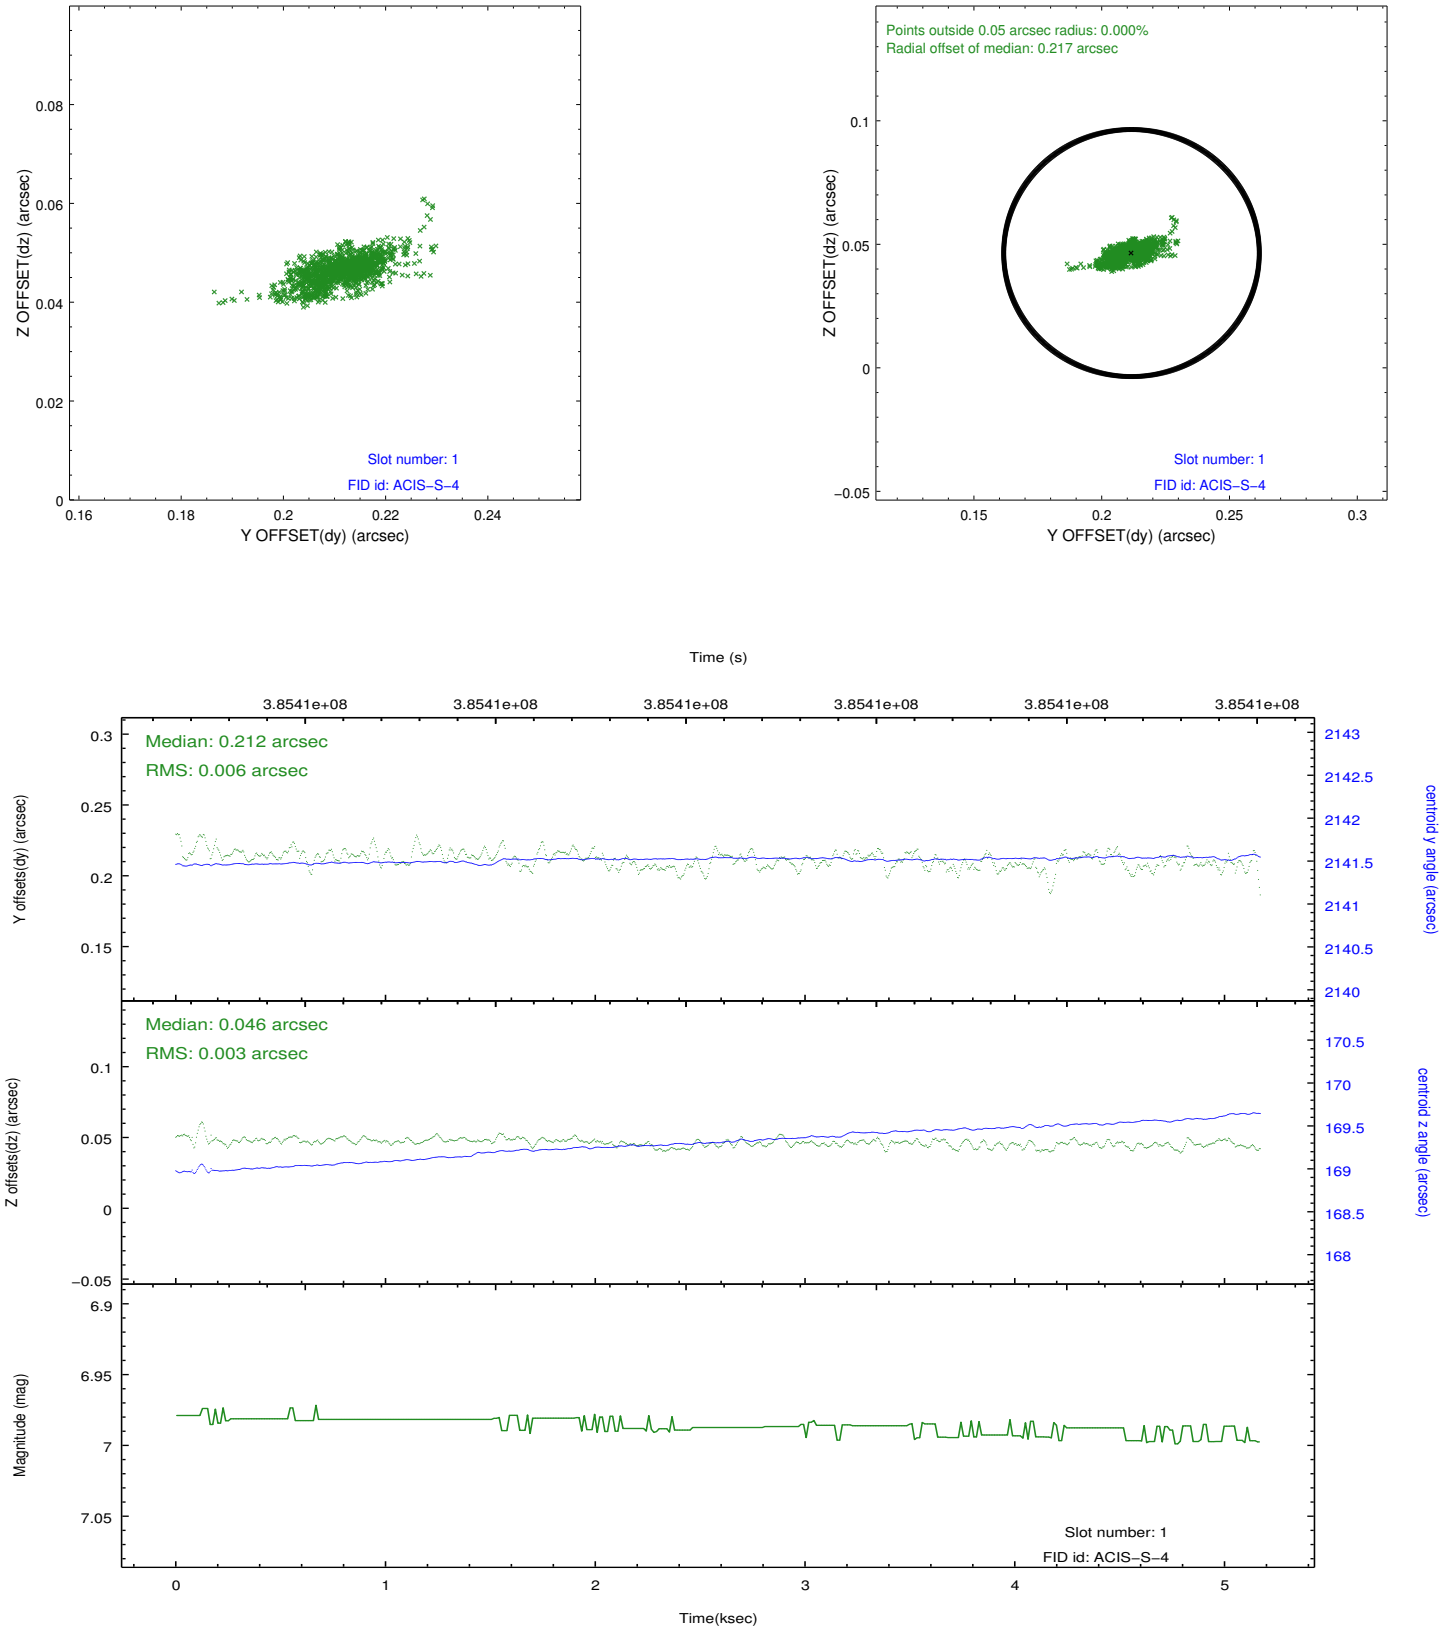 0.08
0.06
0.04
0.02
0
0.16
0.18
0.2
0.22
0.24
Z OFFSET(dz) (arcsec)
Y OFFSET(dy) (arcsec)
Slot number: 1
FID id: ACIS−S−4
Points outside 0.05 arcsec radius: 0.000%
Radial offset of median: 0.217 arcsec
0.1
0.05
0
−0.05
0.15
0.2
0.25
0.3
Z OFFSET(dz) (arcsec)
Y OFFSET(dy) (arcsec)
Slot number: 1
FID id: ACIS−S−4
Time (s)
3.8541e+08
3.8541e+08
3.8541e+08
3.8541e+08
3.8541e+08
3.8541e+08
Median: 0.212 arcsec
RMS: 0.006 arcsec
0.3
0.25
0.2
0.15
Y offsets(dy) (arcsec)
2143
2142.5
2142
2141.5
2141
2140.5
2140
centroid y angle (arcsec)
Median: 0.046 arcsec
RMS: 0.003 arcsec
0.1
0.05
0
−0.05
Z offsets(dz) (arcsec)
170.5
170
169.5
169
168.5
168
centroid z angle (arcsec)
6.9
6.95
7
7.05
Magnitude (mag)
Slot number: 1
FID id: ACIS−S−4
0
1
2
3
4
5
Time(ksec)